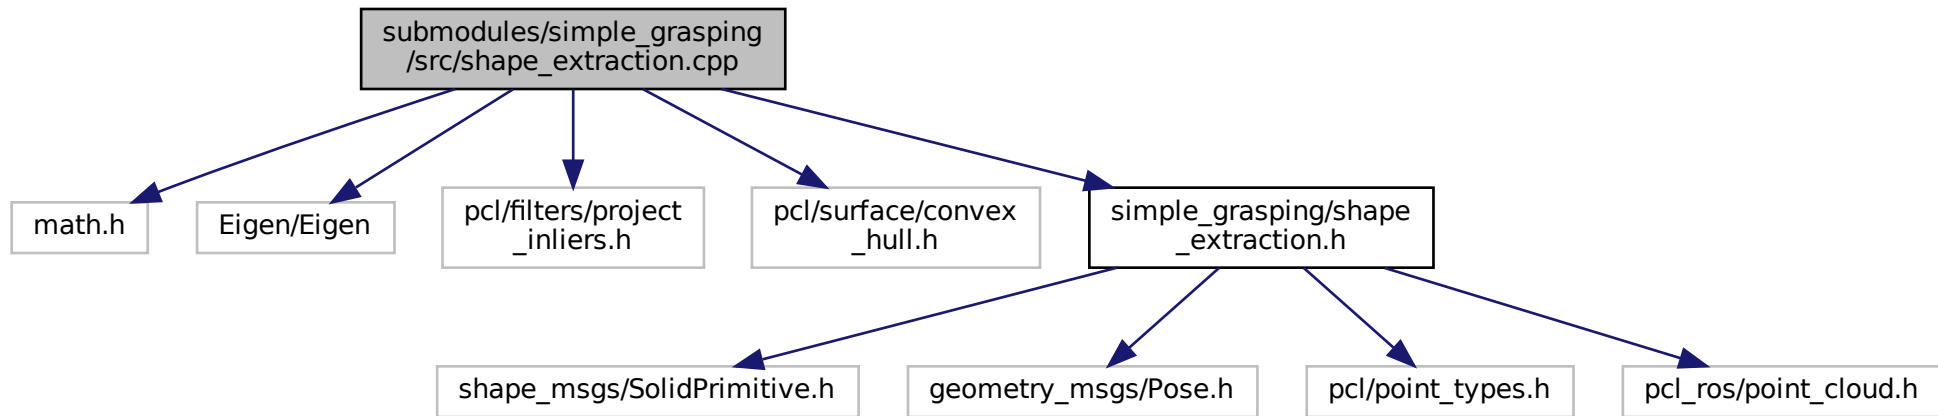 submodules/simple_grasping
/src/shape_extraction.cpp
math.h
Eigen/Eigen
pcl/filters/project
_inliers.h
pcl/surface/convex
_hull.h
simple_grasping/shape
_extraction.h
shape_msgs/SolidPrimitive.h
geometry_msgs/Pose.h
pcl/point_types.h
pcl_ros/point_cloud.h